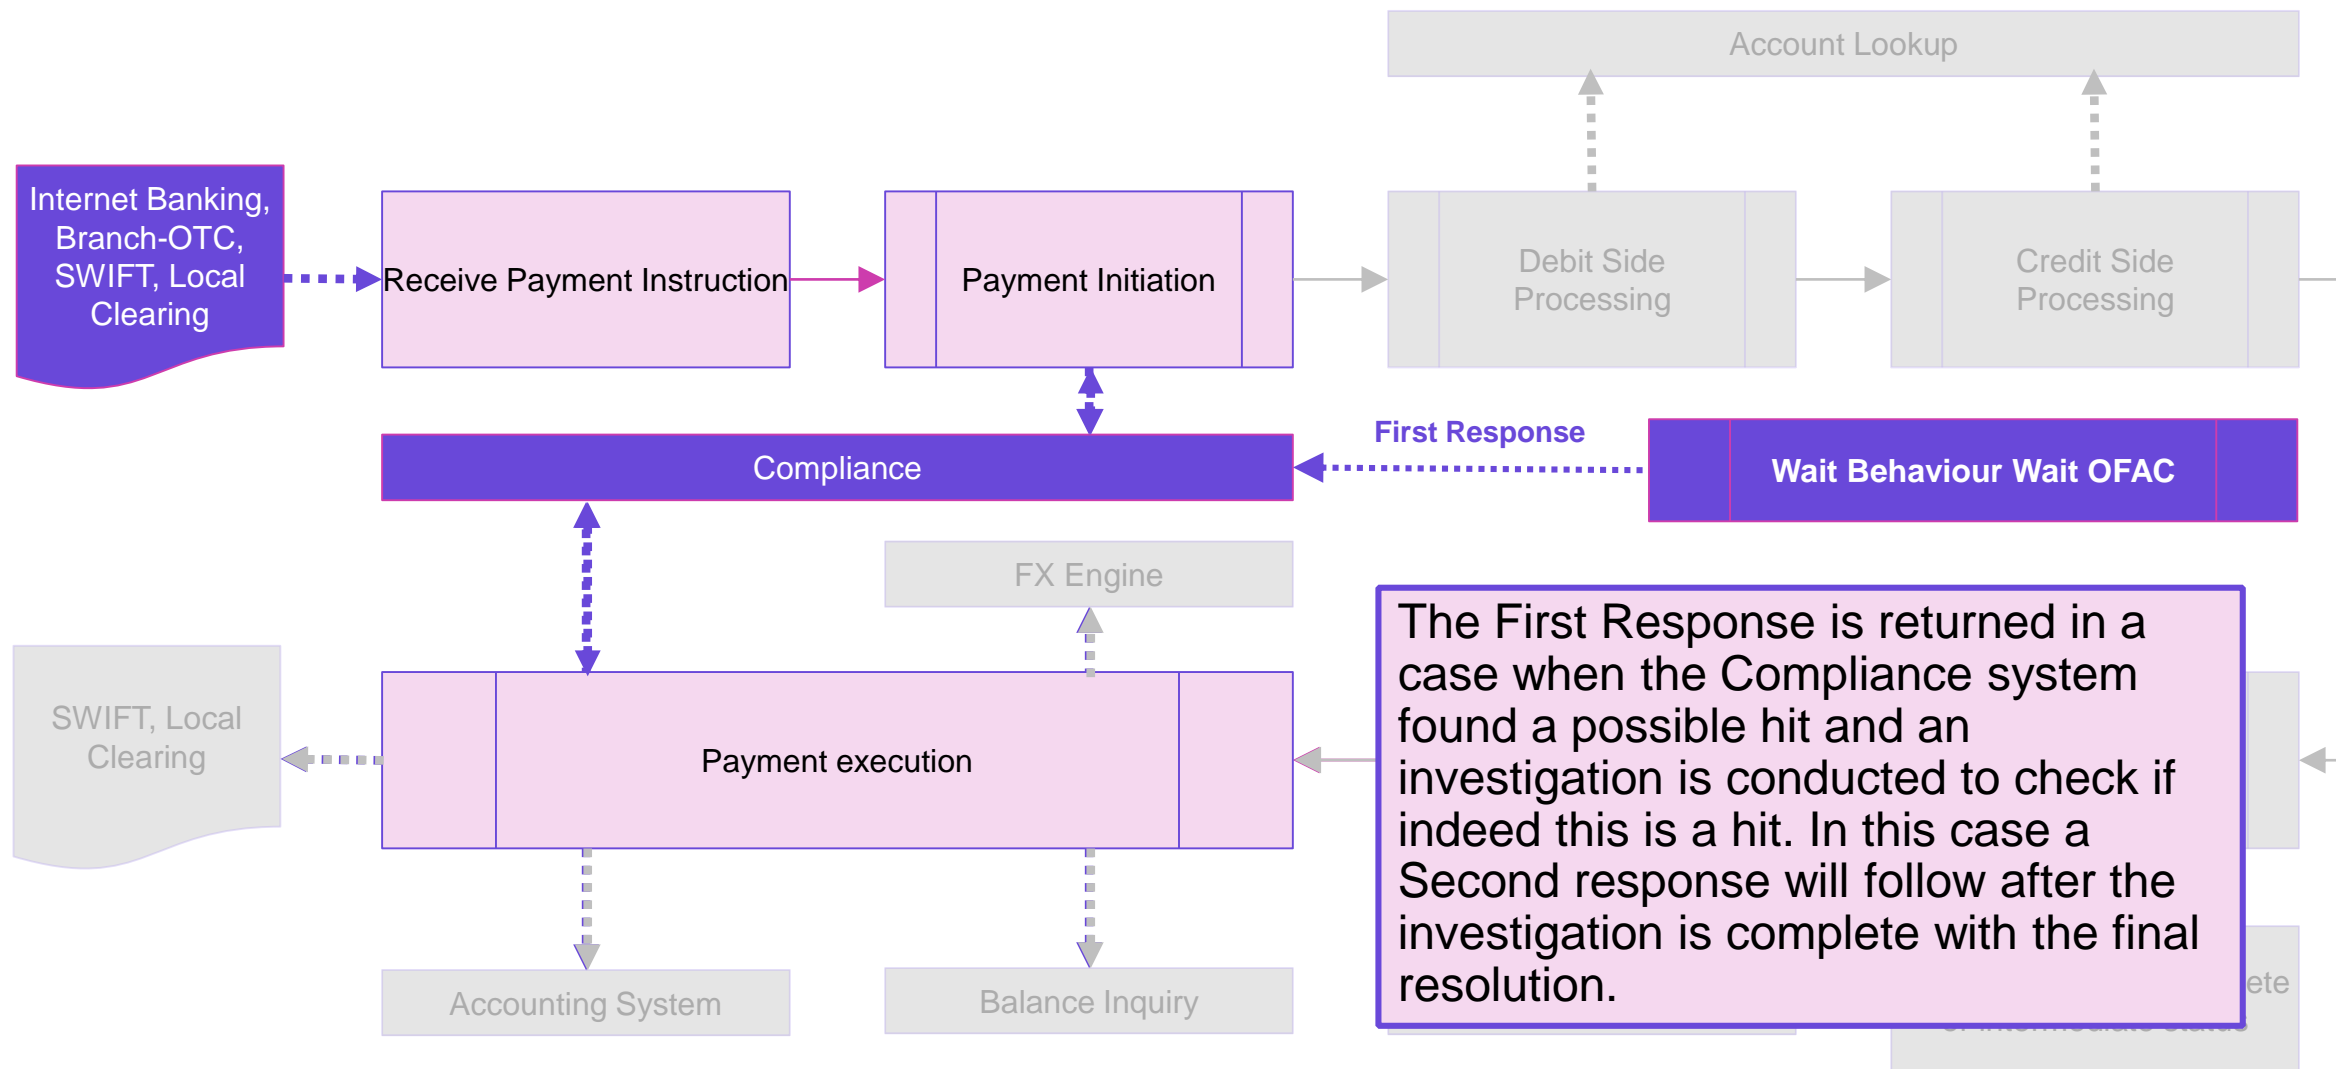 Account Lookup
Internet Banking,
Branch-OTC,
SWIFT, Local
Clearing
Receive Payment Instruction
Payment Initiation
Debit Side
Processing
Credit Side
Processing
First Response
Compliance
Wait Behaviour Wait OFAC
FX Engine
The First Response is returned in a
case when the Compliance system
found a possible hit and an
investigation is conducted to check if
indeed this is a hit. In this case a
Second response will follow after the
investigation is complete with the final
resolution.
SWIFT, Local
Clearing
Payment execution
Accounting System
Balance Inquiry
ete